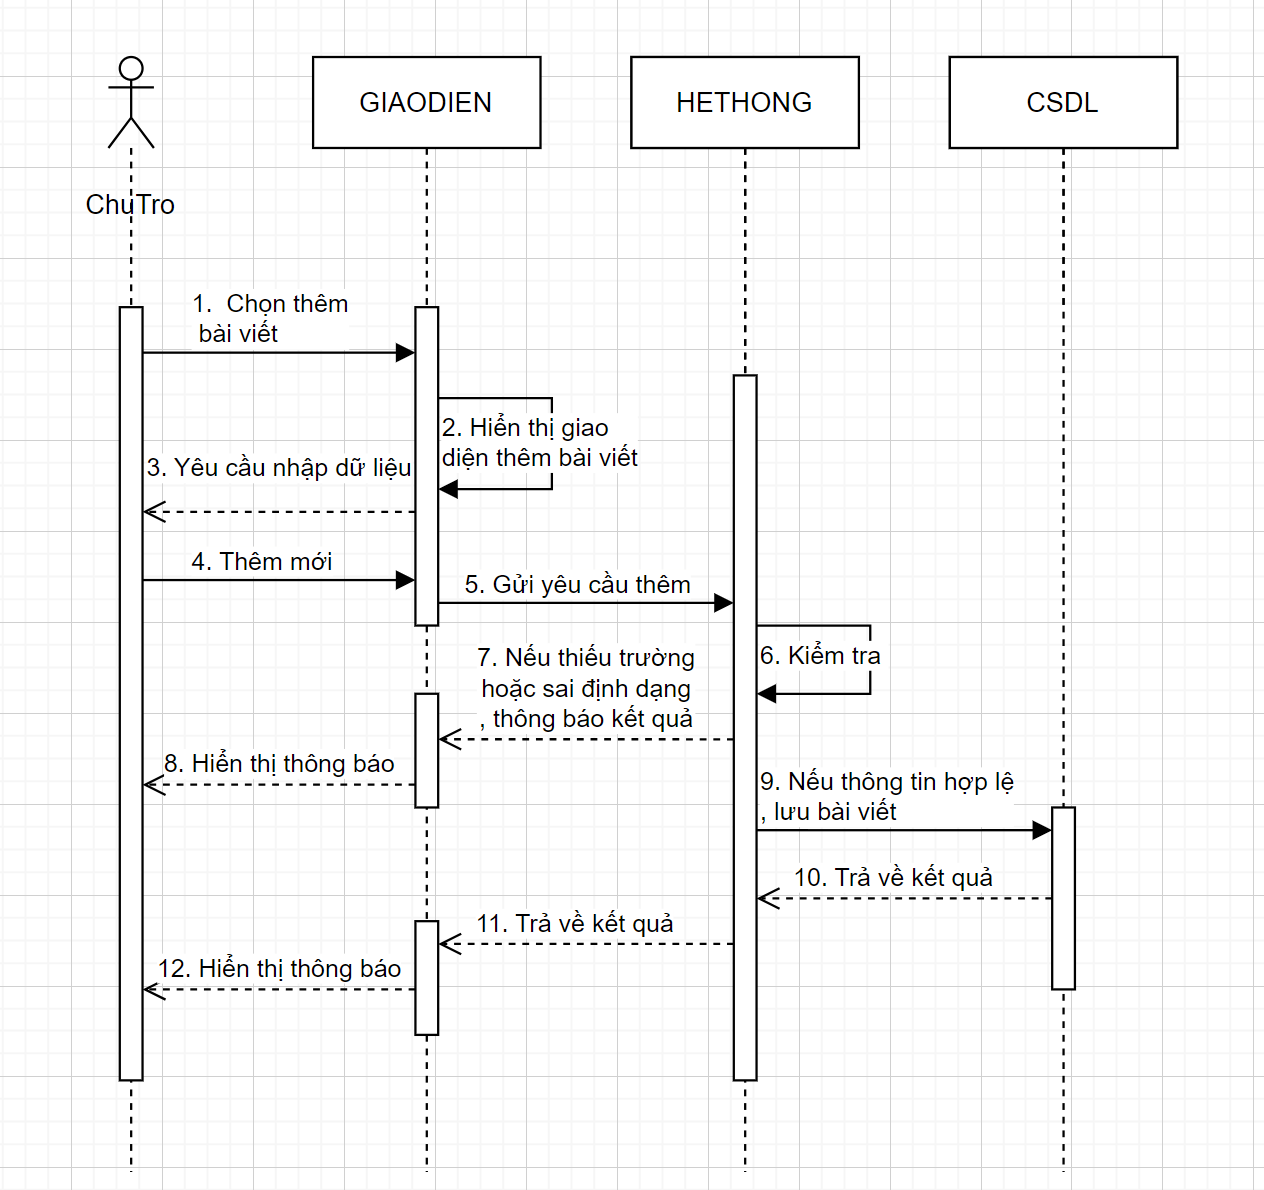 GIAODIEN
HETHONG
CSDL
ChuTro
1. Chọn thêm
bài viết
2. Hiển thị giao
diện thêm bài viết
3. Yêu cầu nhập dữ liệu
4. Thêm mới
5. Gửi yêu cầu thêm
6. Kiểm tra
7. Nếu thiếu trường
hoặc sai định dạng
, thông báo kết quả
8. Hiển thị thông báo
9. Nếu thông tin hợp lệ
, lưu bài viết
10. Trả về kết quả
11. Trả về kết quả
12. Hiển thị thông báo